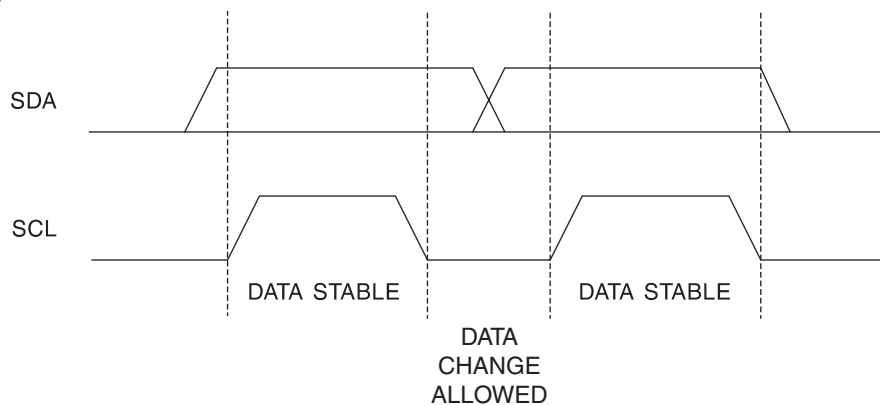 SDA
SCL
DATA STABLE
DATA STABLE
DATA
CHANGE
ALLOWED